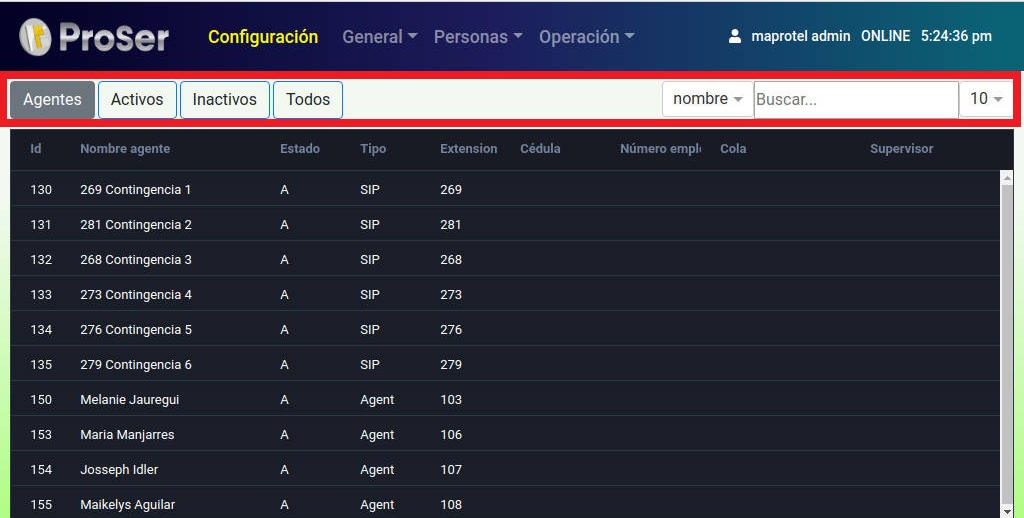 ProSer Configuración General Personas Operación maprotel admin ONLINE 5:24:36 pm
Agentes Activos Inactivos Todos nombre Buscar... 10
Id Nombre agente Estado Tipo Extension Cédula Número empl Cola Supervisor
130 269 Contingencia 1 A SIP 269
131 281 Contingencia 2 A SIP 281
132 268 Contingencia 3 A SIP 268
133 273 Contingencia 4 A SIP 273
134 276 Contingencia 5 A SIP 276
135 279 Contingencia 6 A SIP 279
150 Melanie Jauregui A Agent 103
153 Maria Manjarres A Agent 106
154 Josseph Idler A Agent 107
155 Maikelys Aguilar A Agent 108